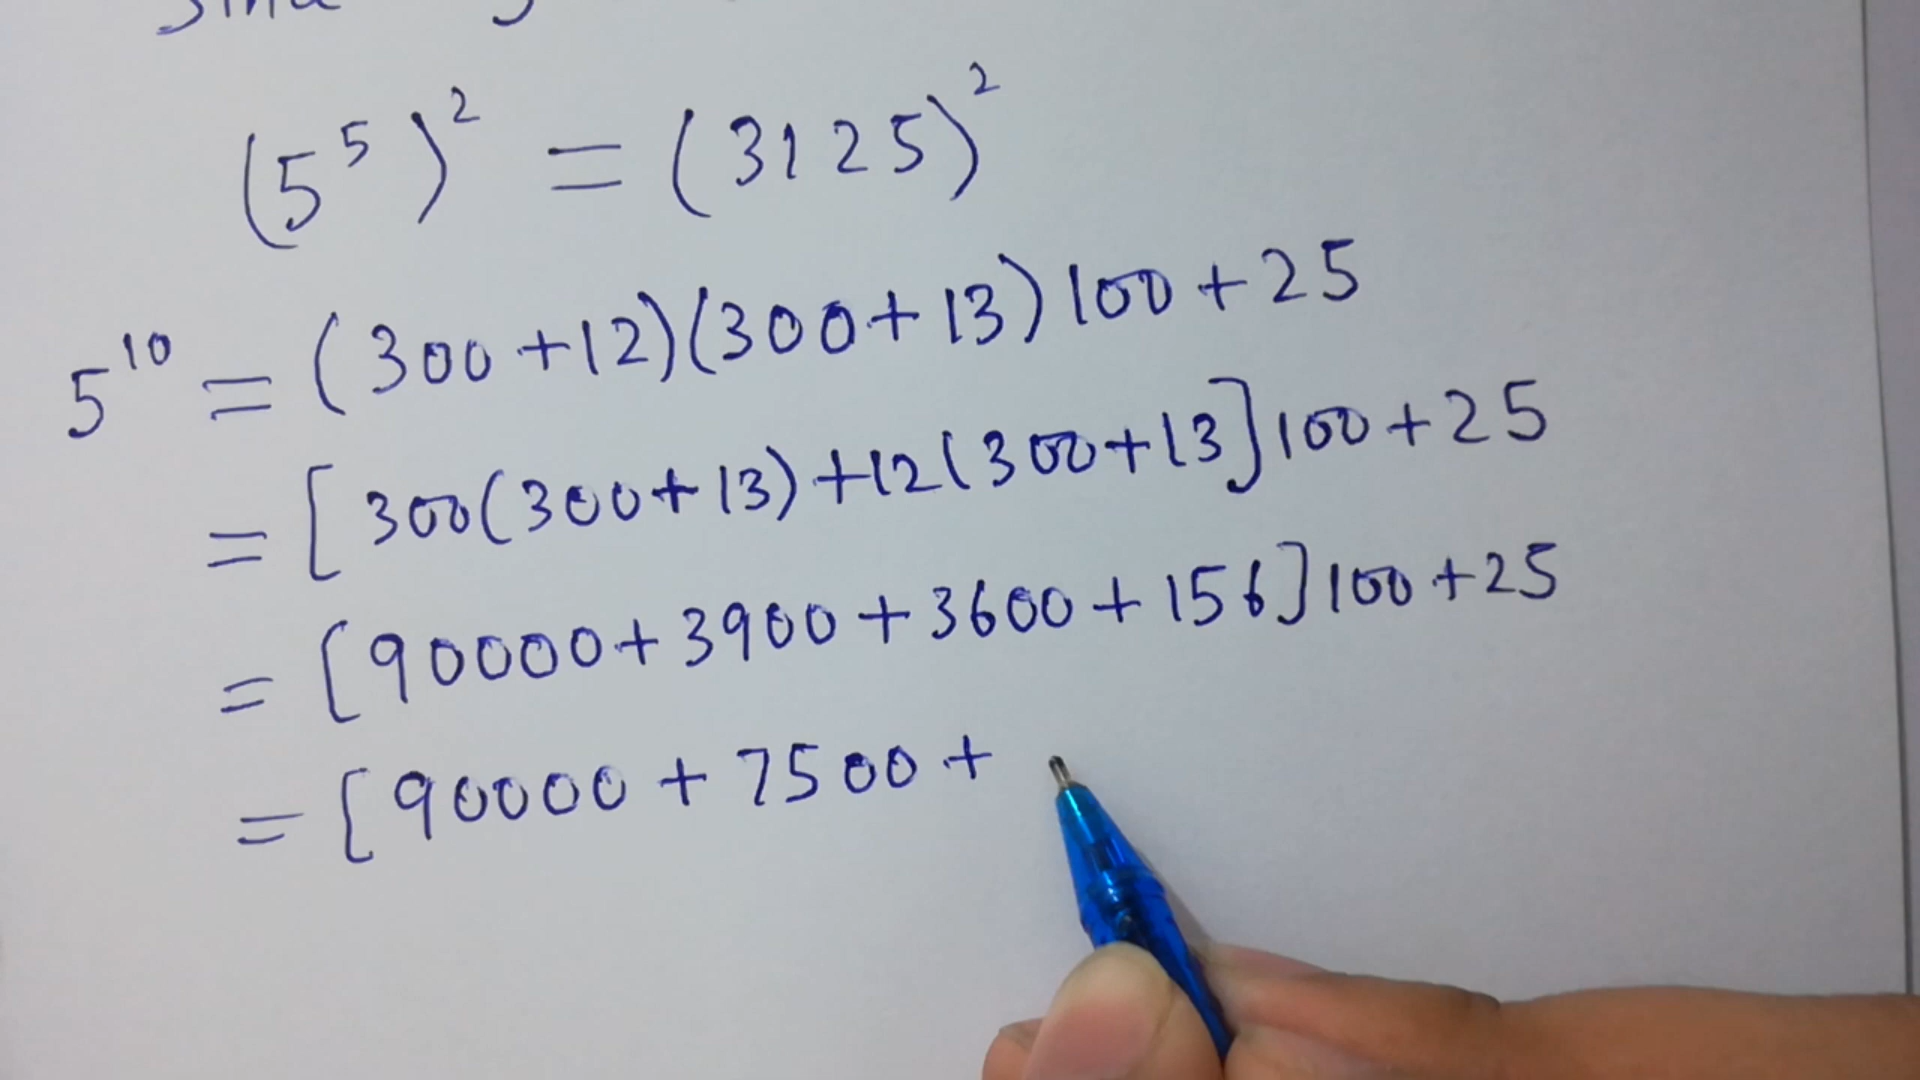 (5⁵)² = (3125)²
5¹⁰ = (300+12)(300+13)100+25
= [300(300+13)+12(300+13]100+25
= [90000+3900+3600+156]100+25
= [90000+7500+